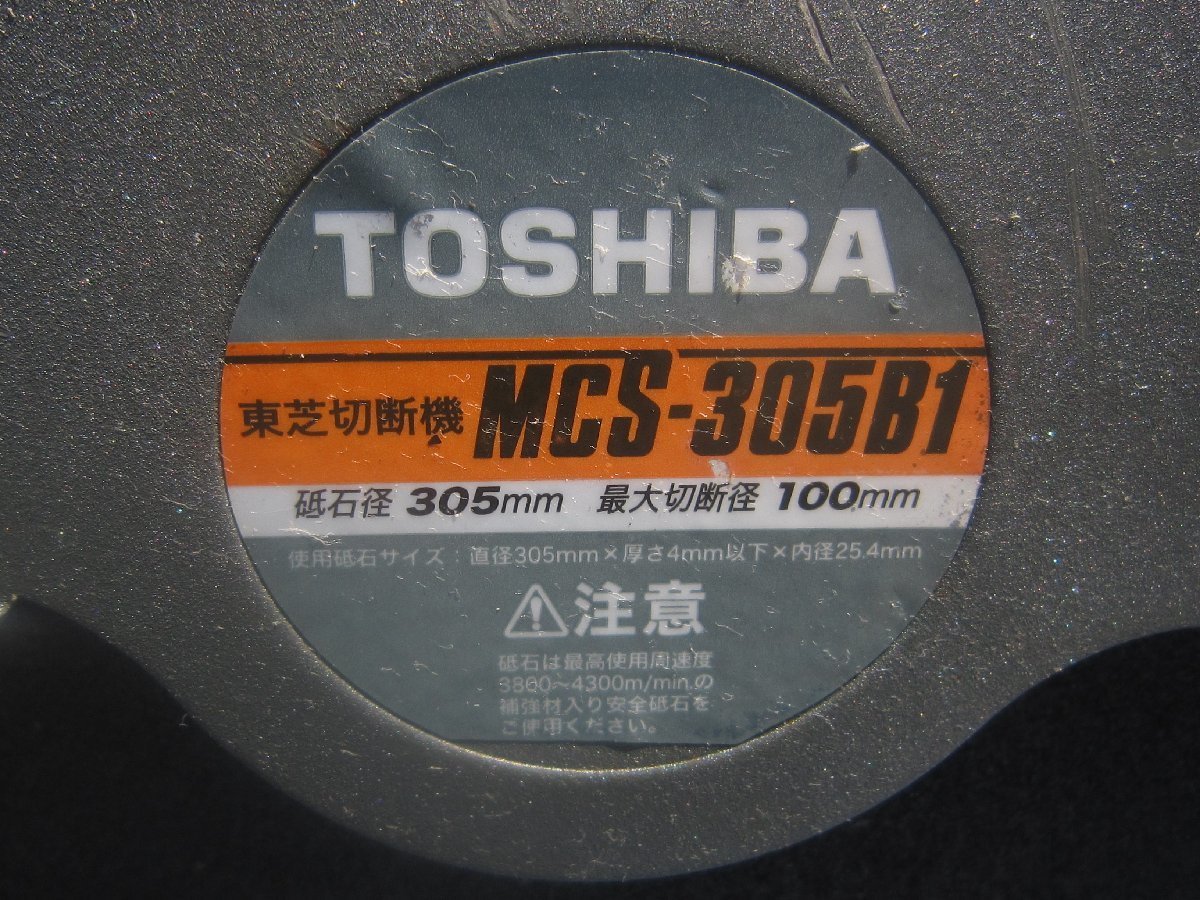 TOSHIBA
東芝切断機 MCS-305B1
砥石径 305mm 最大切断径 100mm
使用砥石サイズ：直径305mm×厚さ4mm以下×内径25.4mm
⚠注意
砥石は最高使用周速度
3800～4300m/min.の
補強材入り安全砥石を
ご使用ください。